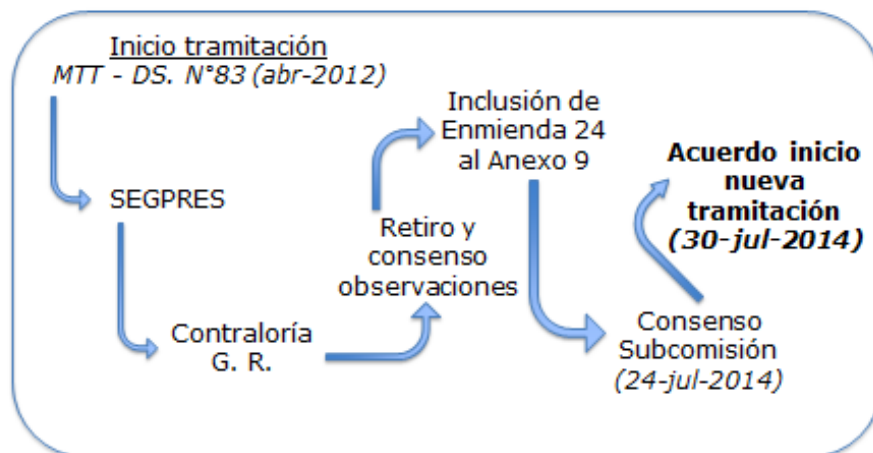 Inicio tramitación
MTT - DS. N°83 (abr-2012)
SEGPRES
Contraloría
G. R.
Retiro y
consenso
observaciones
Inclusión de
Enmienda 24
al Anexo 9
Consenso
Subcomisión
(24-jul-2014)
Acuerdo inicio
nueva
tramitación
(30-jul-2014)